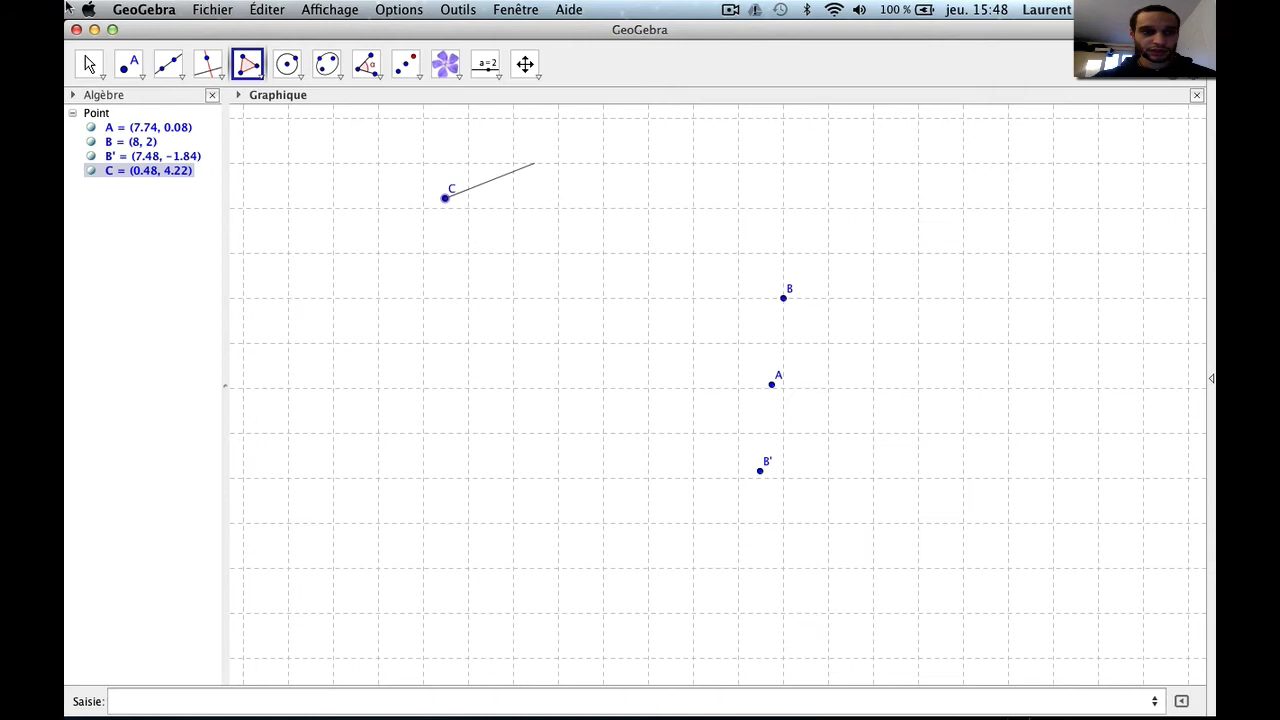 GeoGebra Fichier Éditer Affichage Options Outils Fenêtre Aide 100 % jeu. 15:48 Laurent
GeoGebra
A α a = 2
Algèbre Graphique
Point
A = (7.74, 0.08)
B = (8, 2)
B' = (7.48, −1.84)
C = (0.48, 4.22)
C
B
A
B'
Saisie: